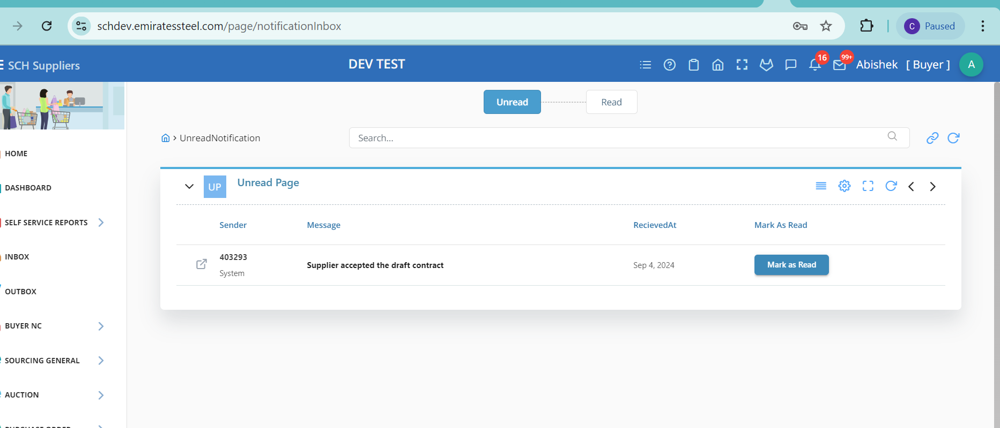 schdev.emiratessteel.com/page/notificationInbox
C Paused
SCH Suppliers
DEV TEST
16
99+
Abishek [ Buyer ]
A
Unread
Read
UnreadNotification
Search...
HOME
DASHBOARD
SELF SERVICE REPORTS
INBOX
OUTBOX
BUYER NC
SOURCING GENERAL
AUCTION
PURCHASE ORDER
UP
Unread Page
Sender Message RecievedAt Mark As Read
403293
System
Supplier accepted the draft contract
Sep 4, 2024
Mark as Read